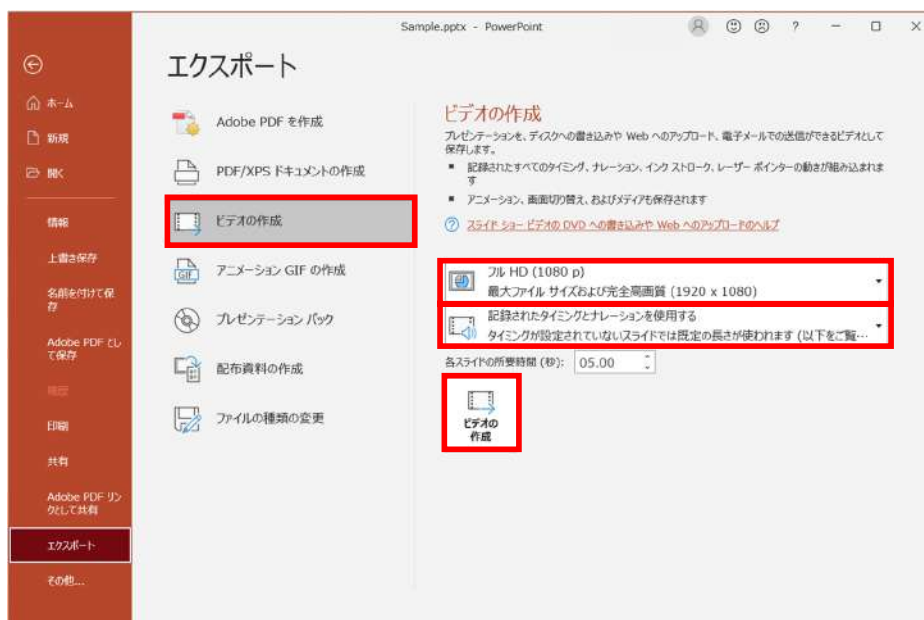 Sample.pptx - PowerPoint
?
エクスポート
ホーム
新規
開く
情報
上書き保存
名前を付けて保
存
Adobe PDF とし
て保存
履歴
印刷
共有
Adobe PDF リン
クとして共有
エクスポート
その他...
Adobe PDF を作成
PDF/XPS ドキュメントの作成
ビデオの作成
アニメーション GIF の作成
プレゼンテーション パック
配布資料の作成
ファイルの種類の変更
ビデオの作成
プレゼンテーションを、ディスクへの書き込みや Web へのアップロード、電子メールでの送信ができるビデオとして
保存します。
▪ 記録されたすべてのタイミング、ナレーション、インク ストローク、レーザー ポインターの動きが組み込まれま
す
▪ アニメーション、画面切り替え、およびメディアも保存されます
? スライド ショー ビデオの DVD への書き込みや Web へのアップロードのヘルプ
フル HD (1080 p)
最大ファイル サイズおよび完全高画質 (1920 x 1080)
記録されたタイミングとナレーションを使用する
タイミングが設定されていないスライドでは既定の長さが使われます (以下をご覧…
各スライドの所要時間 (秒): 05.00
ビデオの
作成